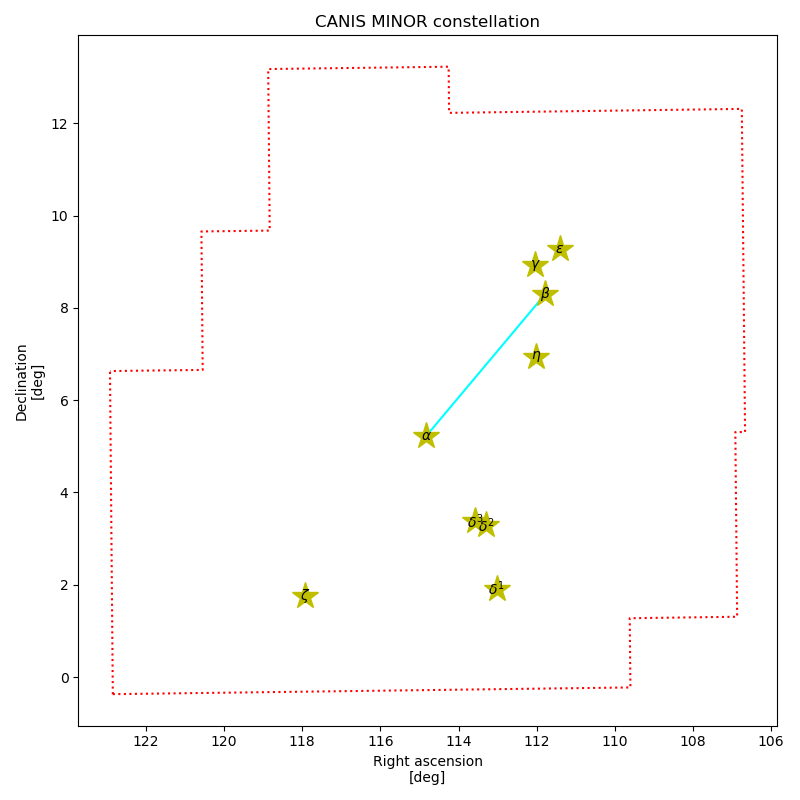 CANIS MINOR constellation
12
10
8
6
4
2
0
Declination
[deg]
ε
γ
β
η
α
δ³
δ²
δ¹
ζ
122 120 118 116 114 112 110 108 106
Right ascension
[deg]